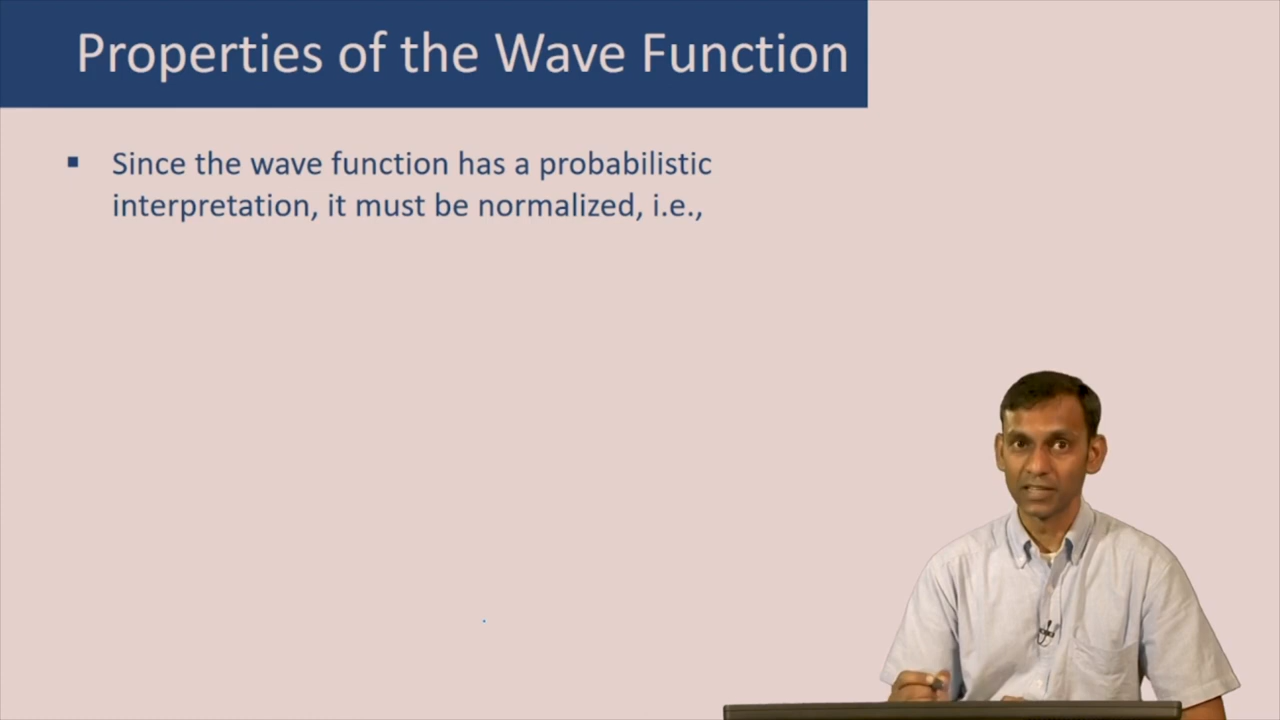 Properties of the Wave Function
▪ Since the wave function has a probabilistic
interpretation, it must be normalized, i.e.,